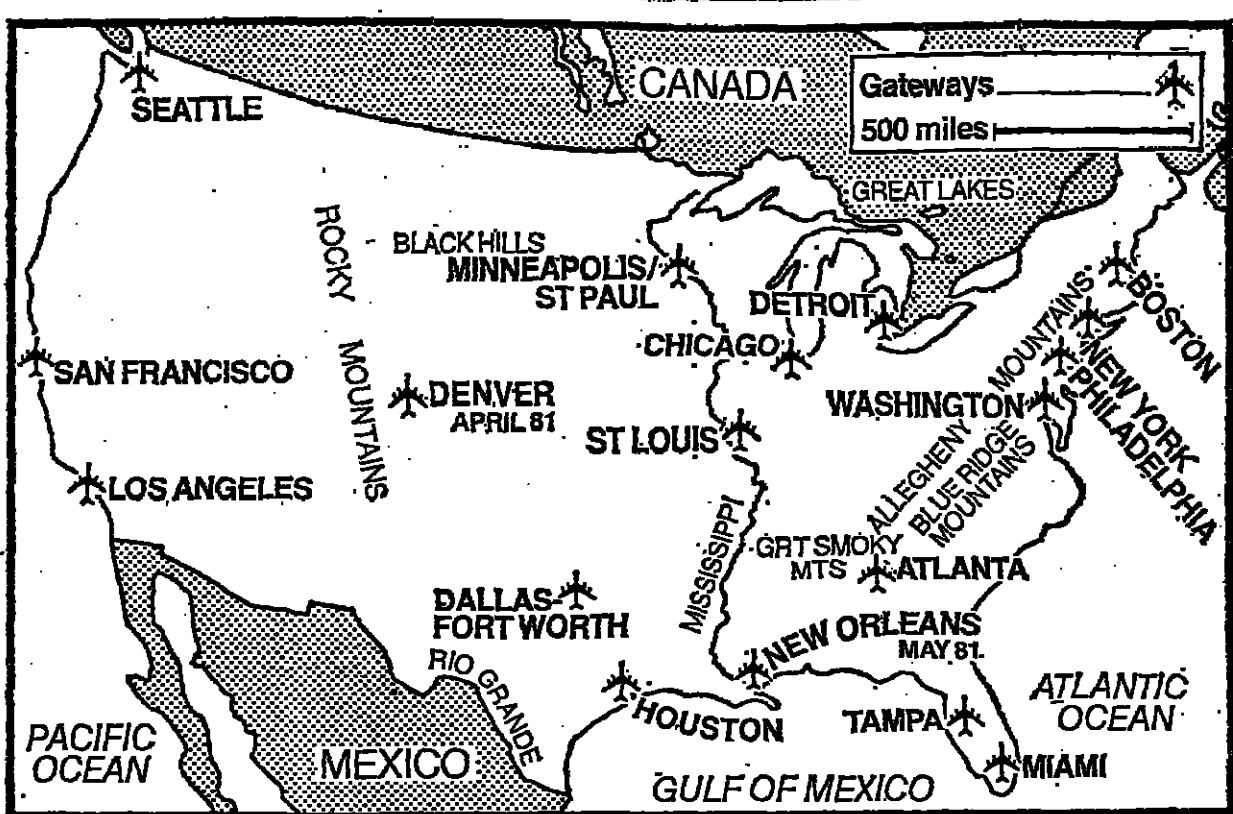 CANADA
Gateways
500 miles
SEATTLE
GREAT LAKES
ROCKY MOUNTAINS
BLACK HILLS
MINNEAPOLIS/
ST PAUL
DETROIT
BOSTON
CHICAGO
NEW YORK
PHILADELPHIA
SAN FRANCISCO
DENVER
APRIL 81
WASHINGTON
ALLEGHENY MOUNTAINS
BLUE RIDGE
MOUNTAINS
ST LOUIS
LOS ANGELES
MISSISSIPPI
GRT SMOKY
MTS
ATLANTA
DALLAS-
FORT WORTH
NEW ORLEANS
MAY 81
RIO GRANDE
HOUSTON
TAMPA
ATLANTIC
OCEAN
PACIFIC
OCEAN
MEXICO
MIAMI
GULF OF MEXICO